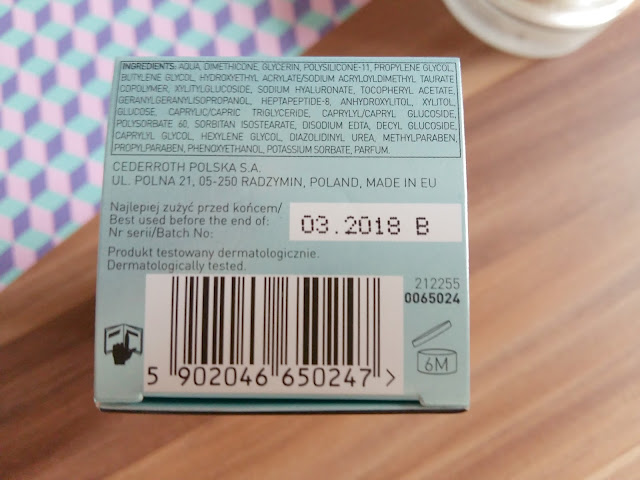 INGREDIENTS: AQUA, DIMETHICONE, GLYCERIN, POLYSILICONE-11, PROPYLENE GLYCOL,
BUTYLENE GLYCOL, HYDROXYETHYL ACRYLATE/SODIUM ACRYLOYLDIMETHYL TAURATE
COPOLYMER, XYLITYLGLUCOSIDE, SODIUM HYALURONATE, TOCOPHERYL ACETATE,
GERANYLGERANYLISOPROPANOL, HEPTAPEPTIDE-8, ANHYDROXYLITOL, XYLITOL,
GLUCOSE, CAPRYLIC/CAPRIC TRIGLYCERIDE, CAPRYLYL/CAPRYL GLUCOSIDE,
POLYSORBATE 60, SORBITAN ISOSTEARATE, DISODIUM EDTA, DECYL GLUCOSIDE,
CAPRYLYL GLYCOL, HEXYLENE GLYCOL, DIAZOLIDINYL UREA, METHYLPARABEN,
PROPYLPARABEN, PHENOXYETHANOL, POTASSIUM SORBATE, PARFUM.
CEDERROTH POLSKA S.A.
UL. POLNA 21, 05-250 RADZYMIN, POLAND, MADE IN EU
Najlepiej zużyć przed końcem/
Best used before the end of:
Nr serii/Batch No:
03.2018 B
Produkt testowany dermatologicznie.
Dermatologically tested.
212255
0065024
6M
5 902046 650247 >